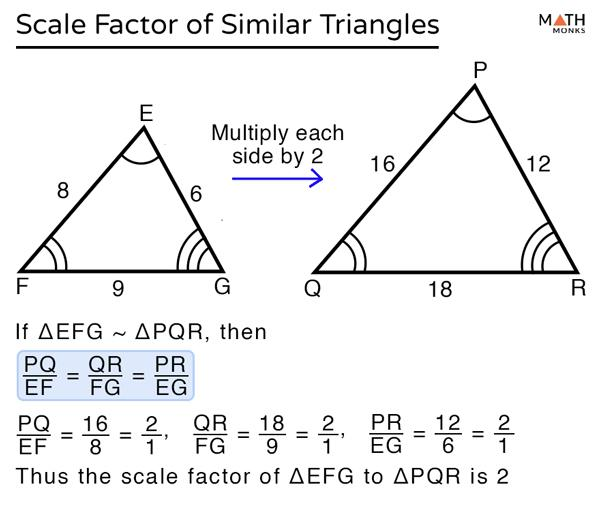 Scale Factor of Similar Triangles
MATH
MONKS
P
E
Multiply each
side by 2
16
12
8
6
F
9
G
Q
18
R
If ΔEFG ~ ΔPQR, then
PQ/EF = QR/FG = PR/EG
PQ/EF = 16/8 = 2/1, QR/FG = 18/9 = 2/1, PR/EG = 12/6 = 2/1
Thus the scale factor of ΔEFG to ΔPQR is 2